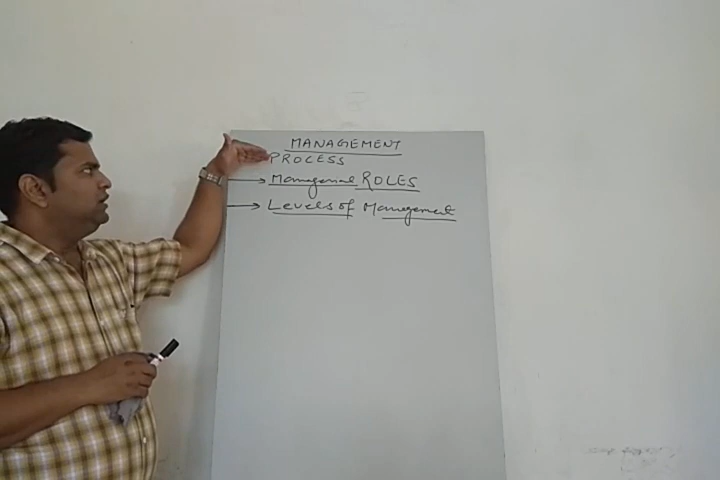 MANAGEMENT
PROCESS
→ Managerial ROLES
→ Levels of Management